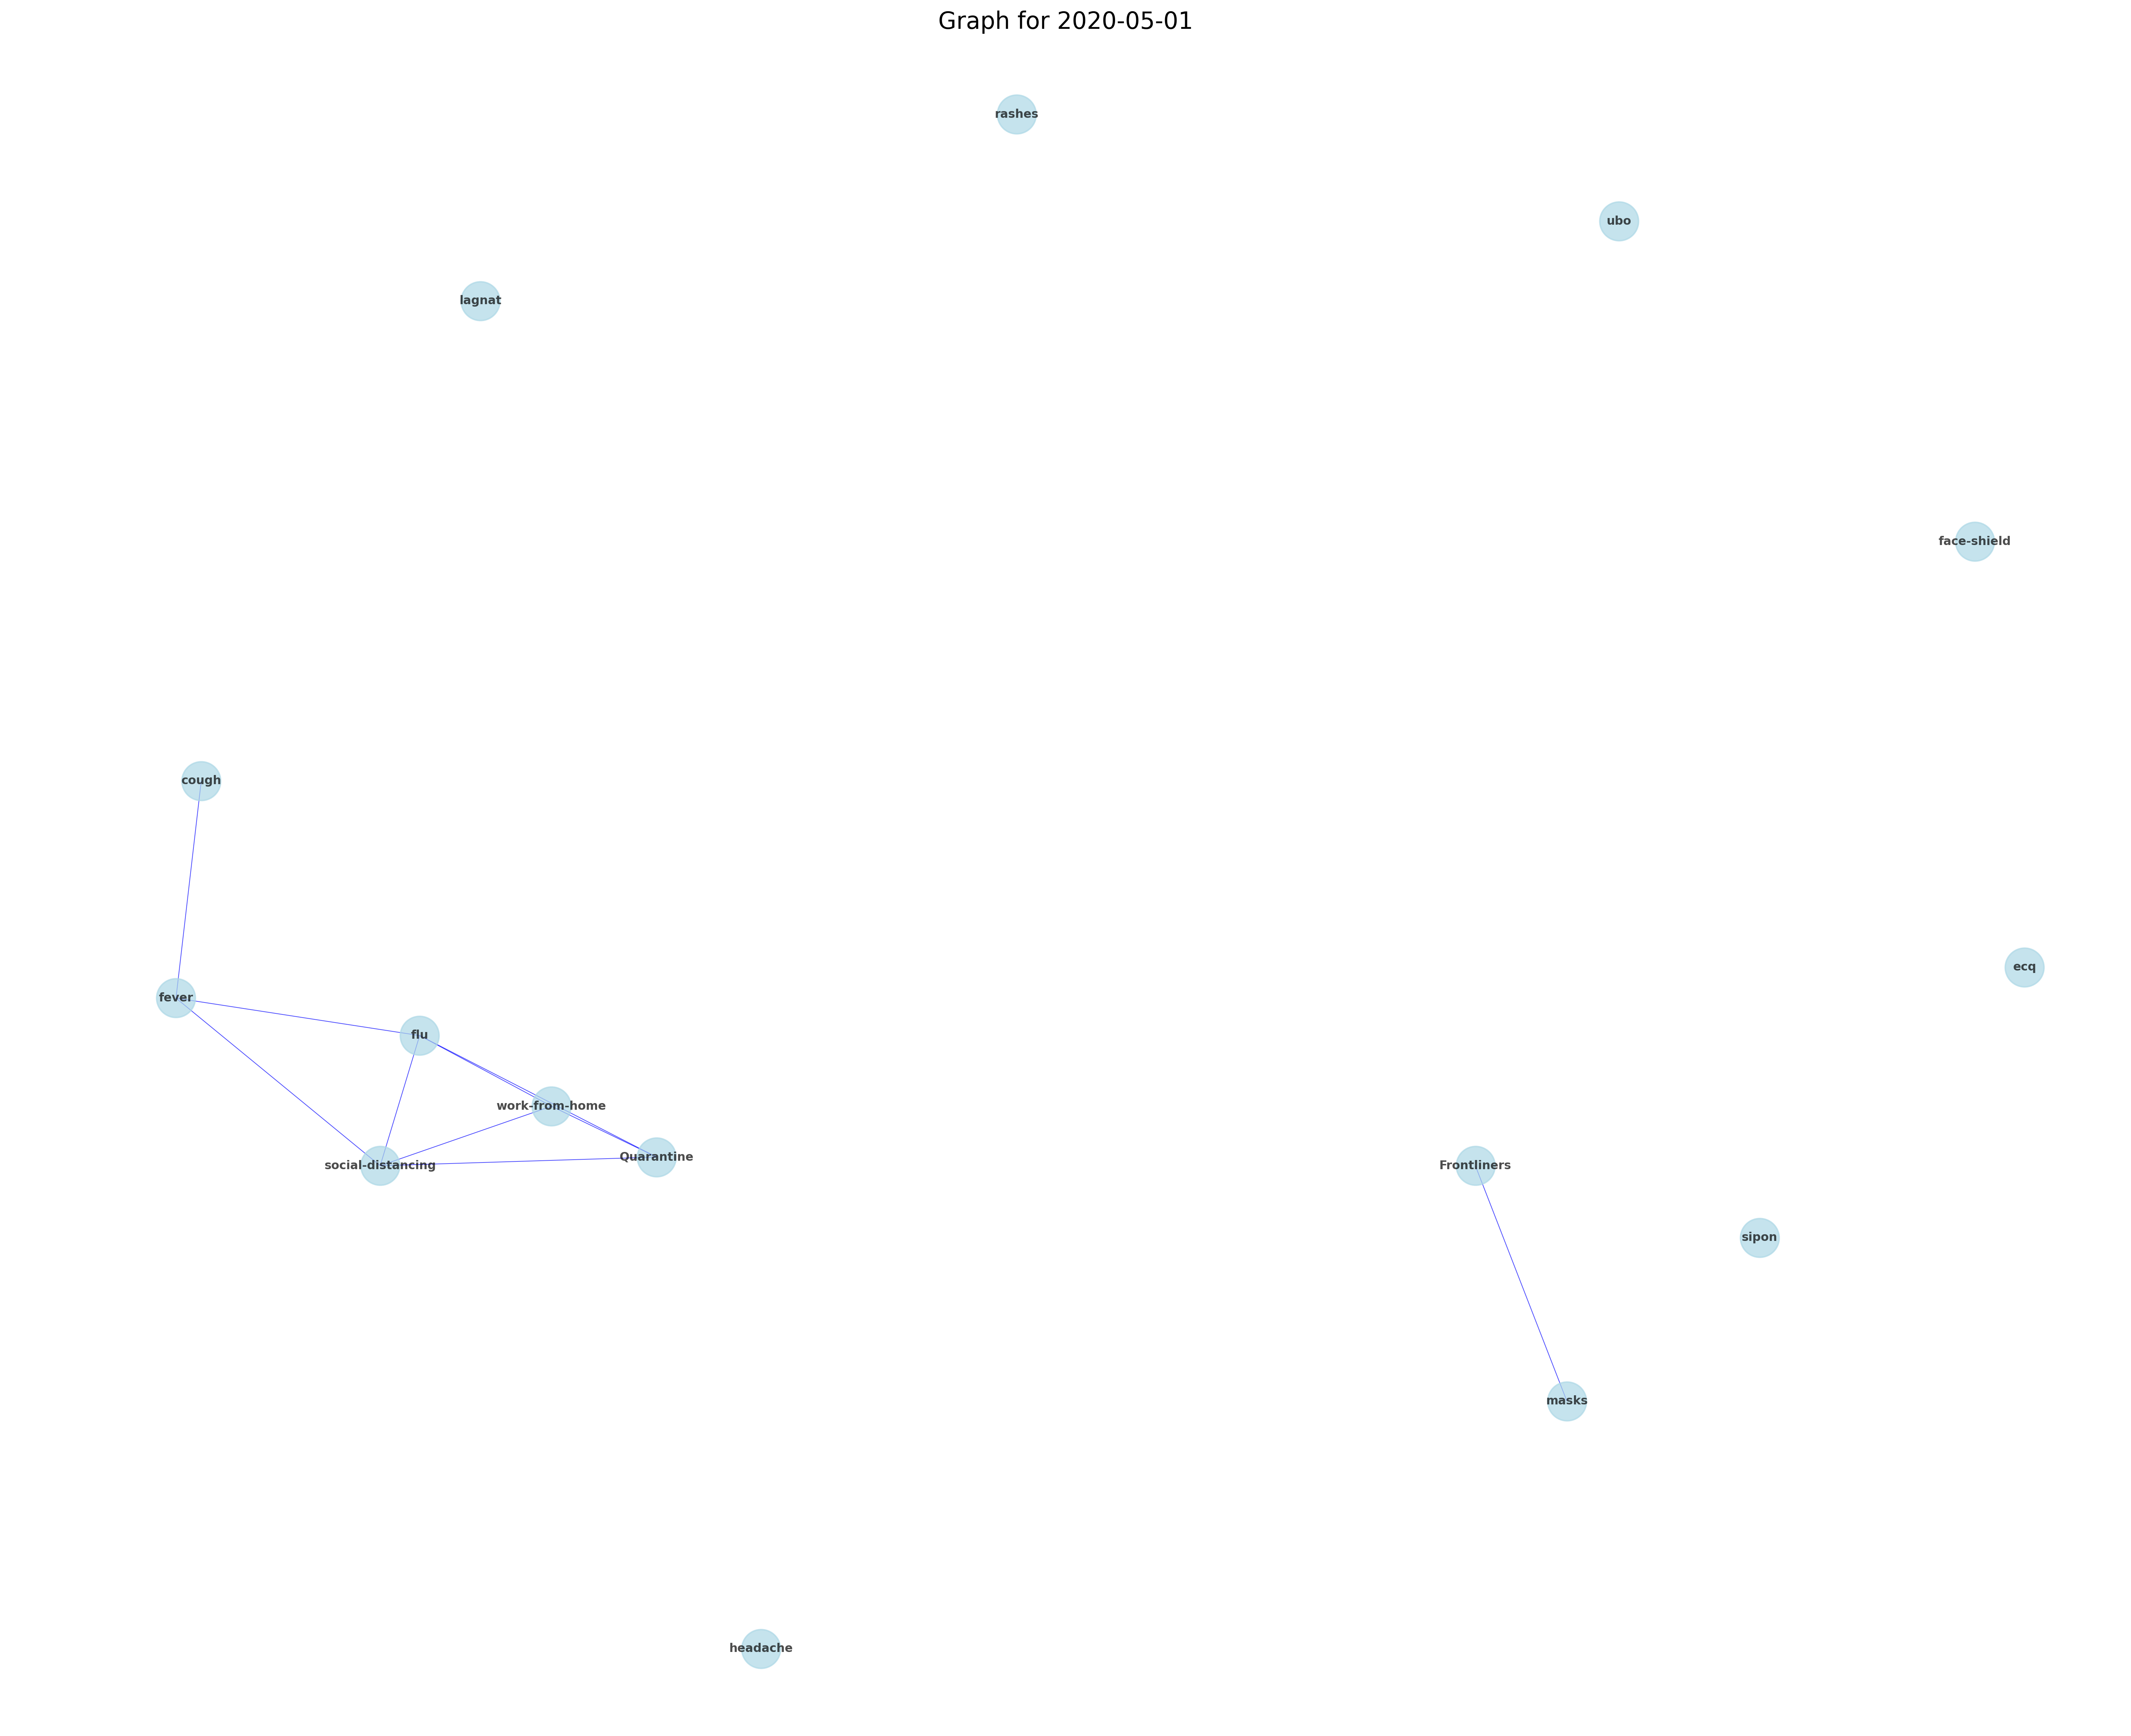 Graph for 2020-05-01
rashes
ubo
lagnat
face-shield
cough
ecq
fever
flu
work-from-home
Quarantine
social-distancing
Frontliners
sipon
masks
headache